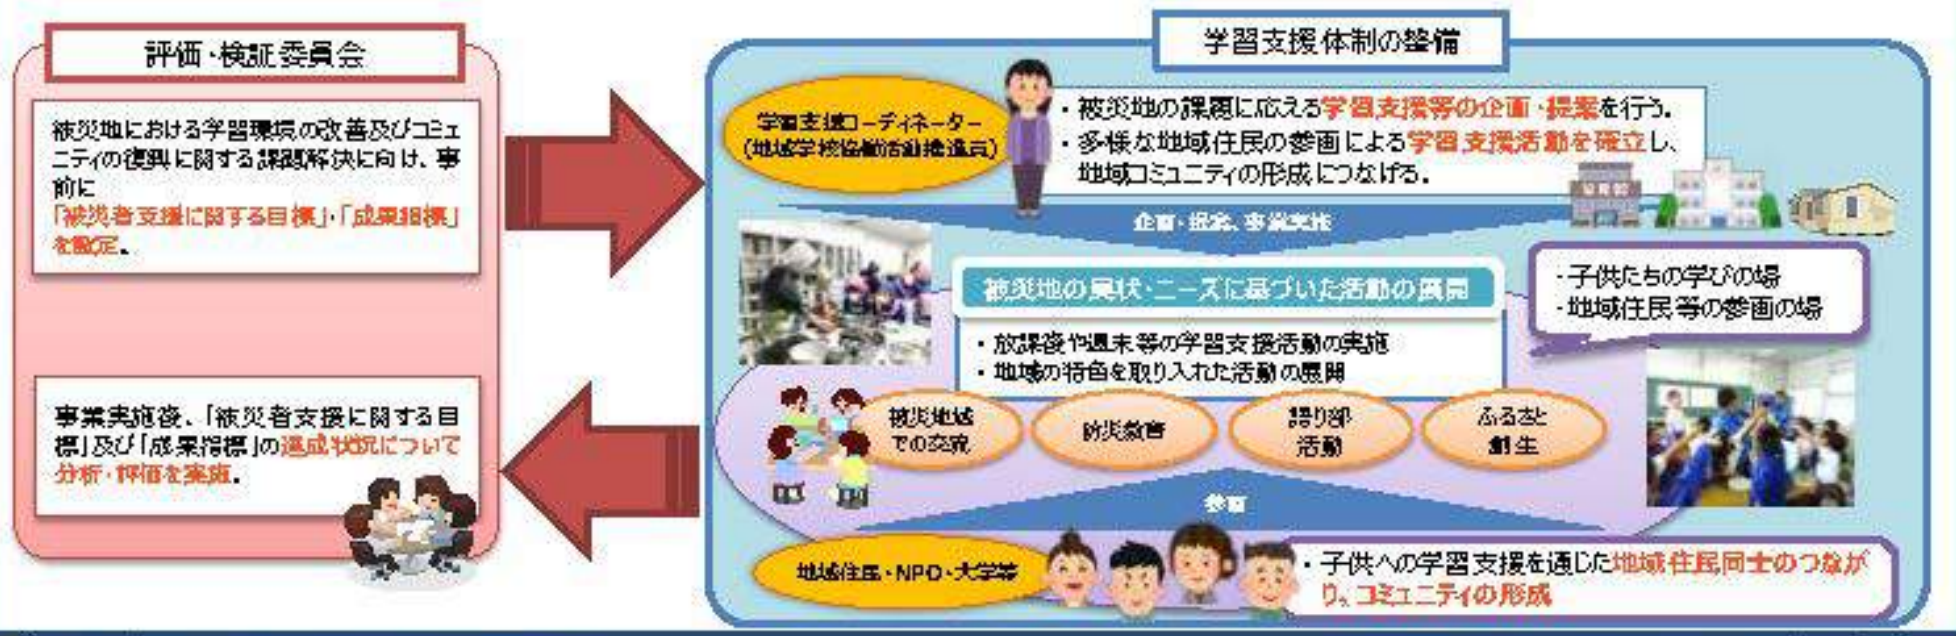 評価・検証委員会
被災地における学習環境の改善及びコミュ
ニティの復興に関する課題解決に向け、事
前に
「被災者支援に関する目標」・「成果指標」
を設定。
事業実施後、「被災者支援に関する目
標」及び「成果指標」の達成状況について
分析・評価を実施。
学習支援体制の整備
学習支援コーディネーター
(地域学校協働活動推進員)
・被災地の課題に応える学習支援等の企画・提案を行う。
・多様な地域住民の参画による学習支援活動を確立し、
地域コミュニティの形成につなげる。
企画・提案、事業実施
被災地の現状・ニーズに基づいた活動の展開
・放課後や週末等の学習支援活動の実施
・地域の特色を取り入れた活動の展開
・子供たちの学びの場
・地域住民等の参画の場
被災地域
での交流
防災教育
語り部
活動
ふるさと
創生
参画
地域住民・NPO・大学等
・子供への学習支援を通じた地域住民同士のつなが
り、コミュニティの形成